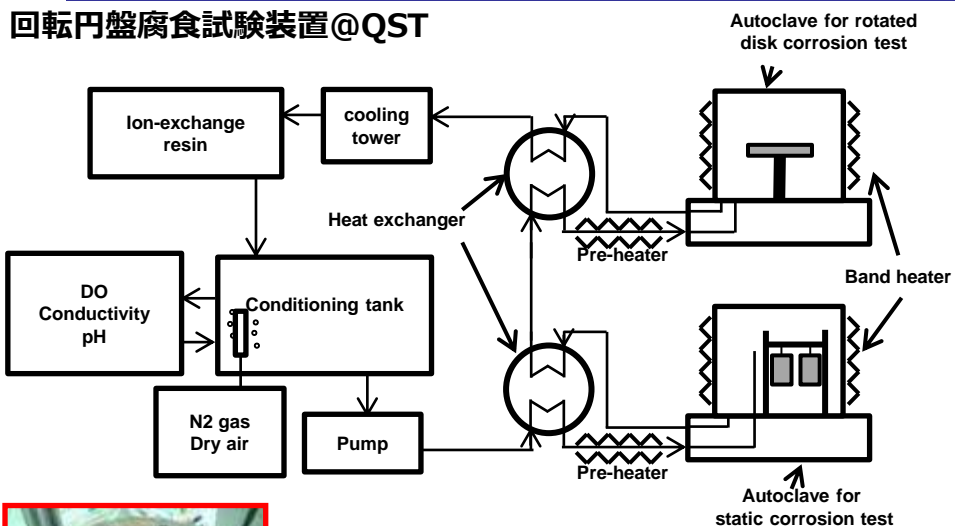 回転円盤腐食試験装置@QST
Autoclave for rotated
disk corrosion test
Ion-exchange
resin
cooling
tower
Heat exchanger
Pre-heater
Band heater
DO
Conductivity
pH
Conditioning tank
N2 gas
Dry air
Pump
Pre-heater
Autoclave for
static corrosion test